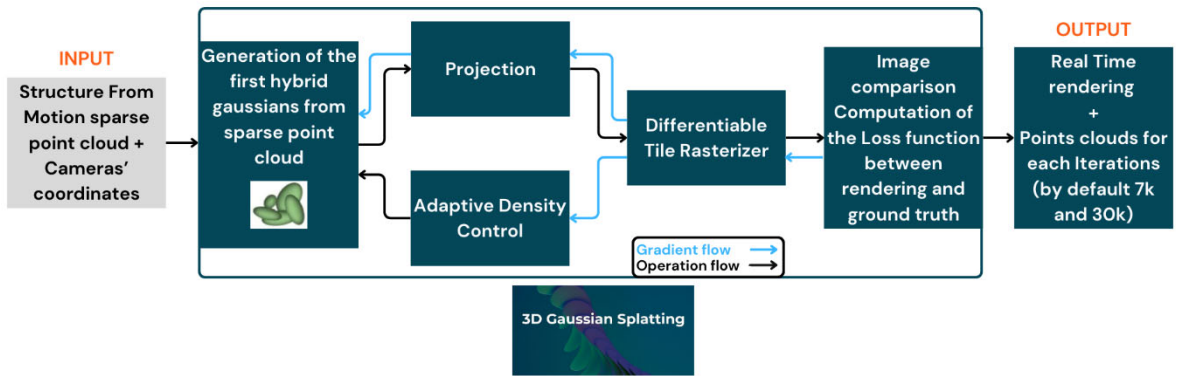 INPUT
Structure From
Motion sparse
point cloud +
Cameras’
coordinates
Generation of the
first hybrid
gaussians from
sparse point
cloud
Projection
Adaptive Density
Control
Differentiable
Tile Rasterizer
Image
comparison
Computation of
the Loss function
between
rendering and
ground truth
OUTPUT
Real Time
rendering
+
Points clouds for
each Iterations
(by default 7k
and 30k)
Gradient flow
Operation flow
3D Gaussian Splatting